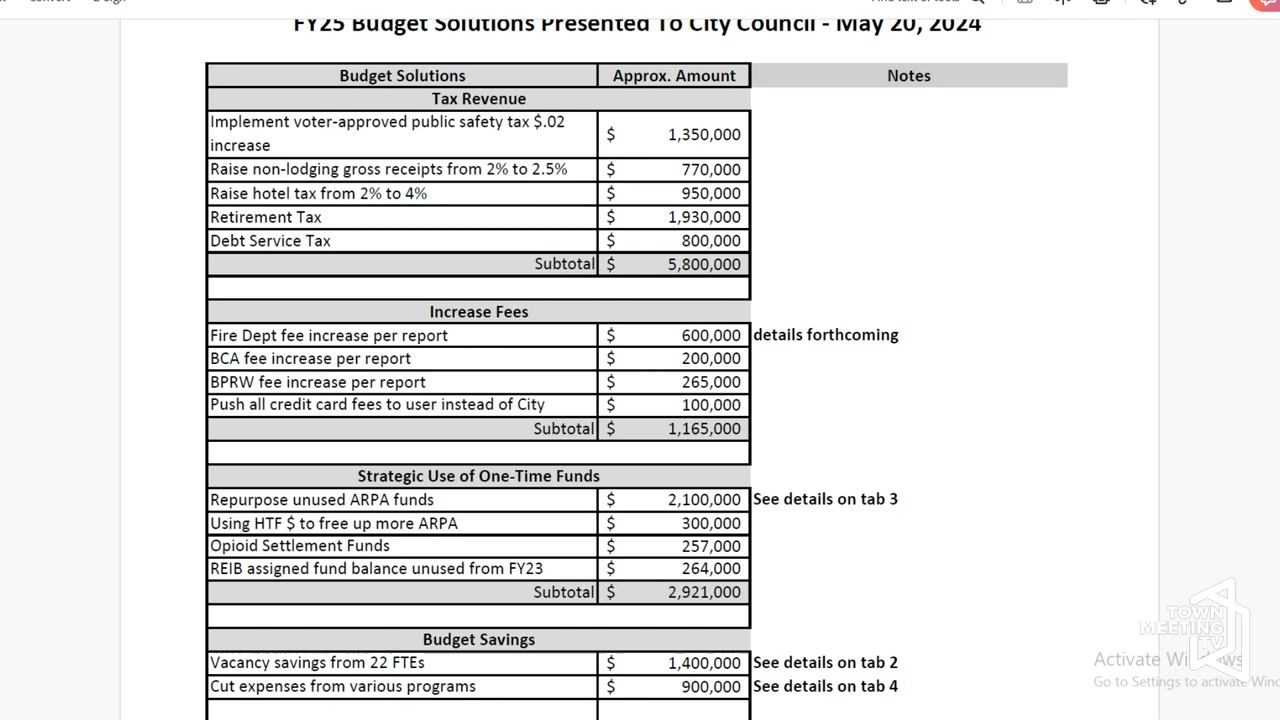 FY25 Budget Solutions Presented To City Council - May 20, 2024
Budget Solutions Approx. Amount Notes
Tax Revenue
Implement voter-approved public safety tax $.02
increase $ 1,350,000
Raise non-lodging gross receipts from 2% to 2.5% $ 770,000
Raise hotel tax from 2% to 4% $ 950,000
Retirement Tax $ 1,930,000
Debt Service Tax $ 800,000
Subtotal $ 5,800,000
Increase Fees
Fire Dept fee increase per report $ 600,000 details forthcoming
BCA fee increase per report $ 200,000
BPRW fee increase per report $ 265,000
Push all credit card fees to user instead of City $ 100,000
Subtotal $ 1,165,000
Strategic Use of One-Time Funds
Repurpose unused ARPA funds $ 2,100,000 See details on tab 3
Using HTF $ to free up more ARPA $ 300,000
Opioid Settlement Funds $ 257,000
REIB assigned fund balance unused from FY23 $ 264,000
Subtotal $ 2,921,000
Budget Savings
Vacancy savings from 22 FTEs $ 1,400,000 See details on tab 2
Cut expenses from various programs $ 900,000 See details on tab 4
TOWN
MEETING
TV
Activate Windows
Go to Settings to activate